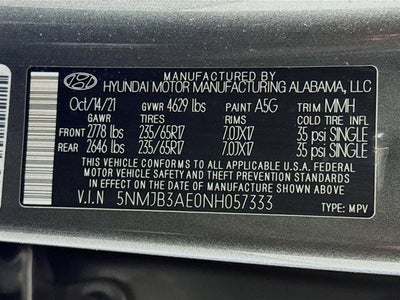 MANUFACTURED BY
HYUNDAI MOTOR MANUFACTURING ALABAMA, LLC
Oct/14/21 GVWR 4629 lbs PAINT A5G TRIM MMH
GAWR TIRES RIMS COLD TIRE INFL
FRONT 2778 lbs 235/65R17 7.0JX17 35 psi SINGLE
REAR 2646 lbs 235/65R17 7.0JX17 35 psi SINGLE
THIS VEHICLE CONFORMS TO ALL APPLICABLE U.S.A FEDERAL
MOTOR VEHICLE SAFETY AND THEFT PREVENTION STANDARDS
IN EFFECT ON THE DATE OF MANUFACTURE SHOWN ABOVE.
V.I.N 5NMJB3AE0NH057333 TYPE: MPV